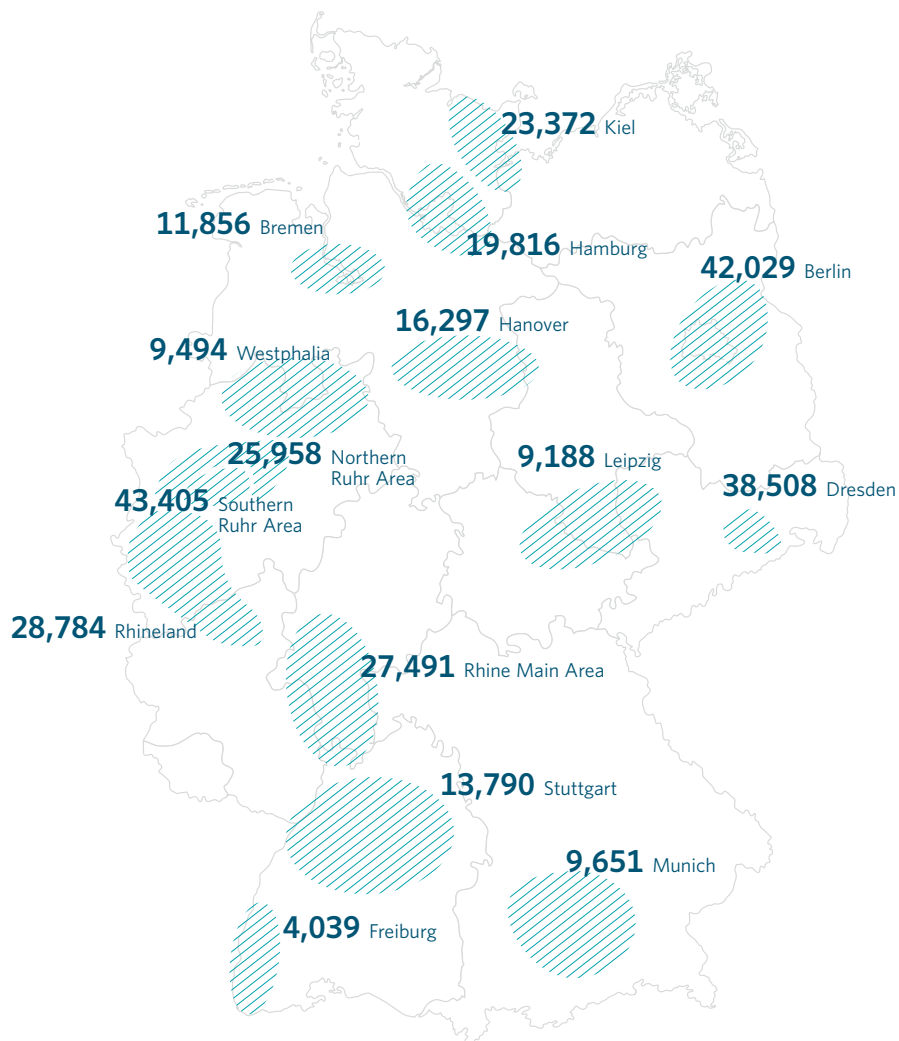 23,372 Kiel
11,856 Bremen
19,816 Hamburg
42,029 Berlin
16,297 Hanover
9,494 Westphalia
25,958 Northern
Ruhr Area
9,188 Leipzig
38,508 Dresden
43,405 Southern
Ruhr Area
28,784 Rhineland
27,491 Rhine Main Area
13,790 Stuttgart
9,651 Munich
4,039 Freiburg